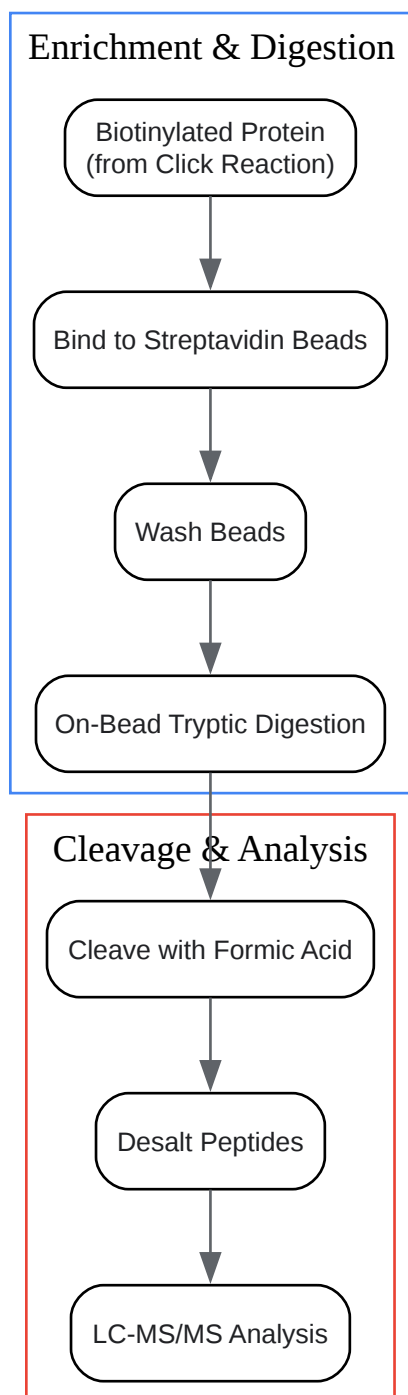 Enrichment & Digestion
Biotinylated Protein
(from Click Reaction)
Bind to Streptavidin Beads
Wash Beads
On-Bead Tryptic Digestion
Cleavage & Analysis
Cleave with Formic Acid
Desalt Peptides
LC-MS/MS Analysis